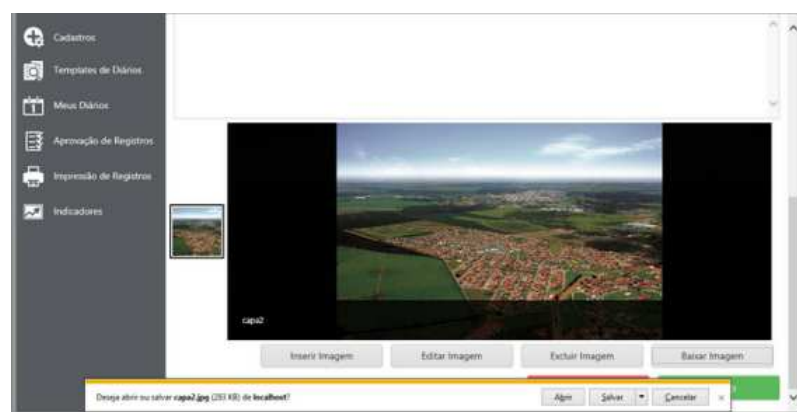 Cadastros
Templates de Diários
Meus Diários
Aprovação de Registros
Impressão de Registros
Indicadores
capa2
Inserir Imagem
Editar Imagem
Excluir Imagem
Baixar Imagem
Deseja abrir ou salvar capa2.jpg (283 KB) de localhost?
Abrir
Salvar
Cancelar